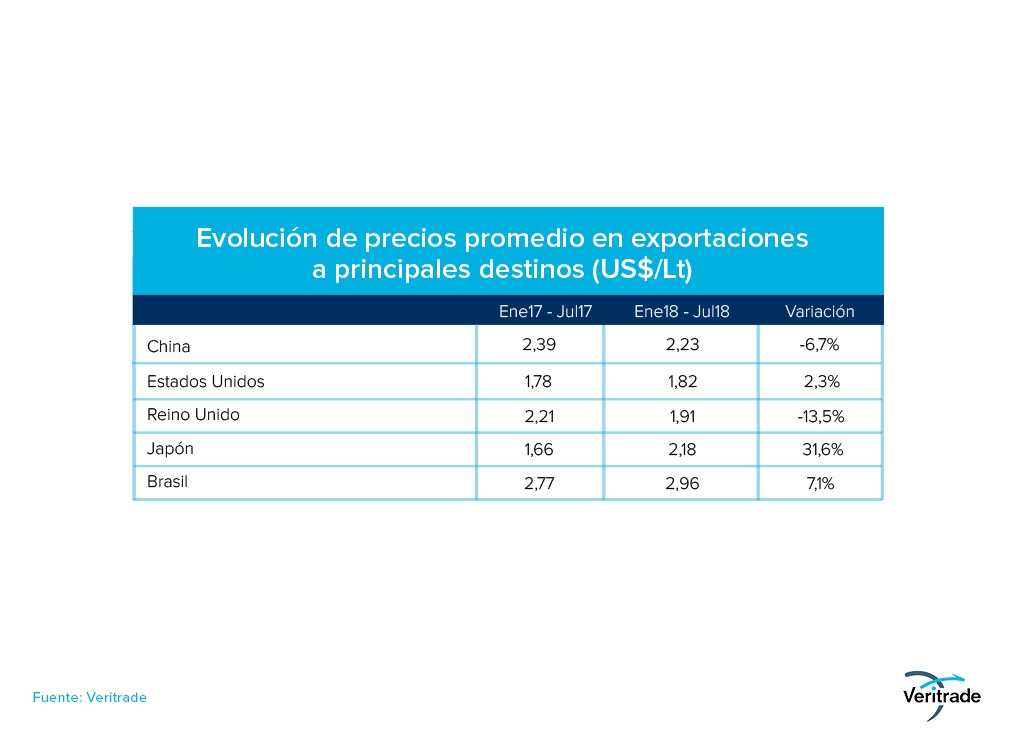 Evolución de precios promedio en exportaciones
a principales destinos (US$/Lt)
Ene17 - Jul17 Ene18 - Jul18 Variación
China 2,39 2,23 -6,7%
Estados Unidos 1,78 1,82 2,3%
Reino Unido 2,21 1,91 -13,5%
Japón 1,66 2,18 31,6%
Brasil 2,77 2,96 7,1%
Fuente: Veritrade
Veritrade